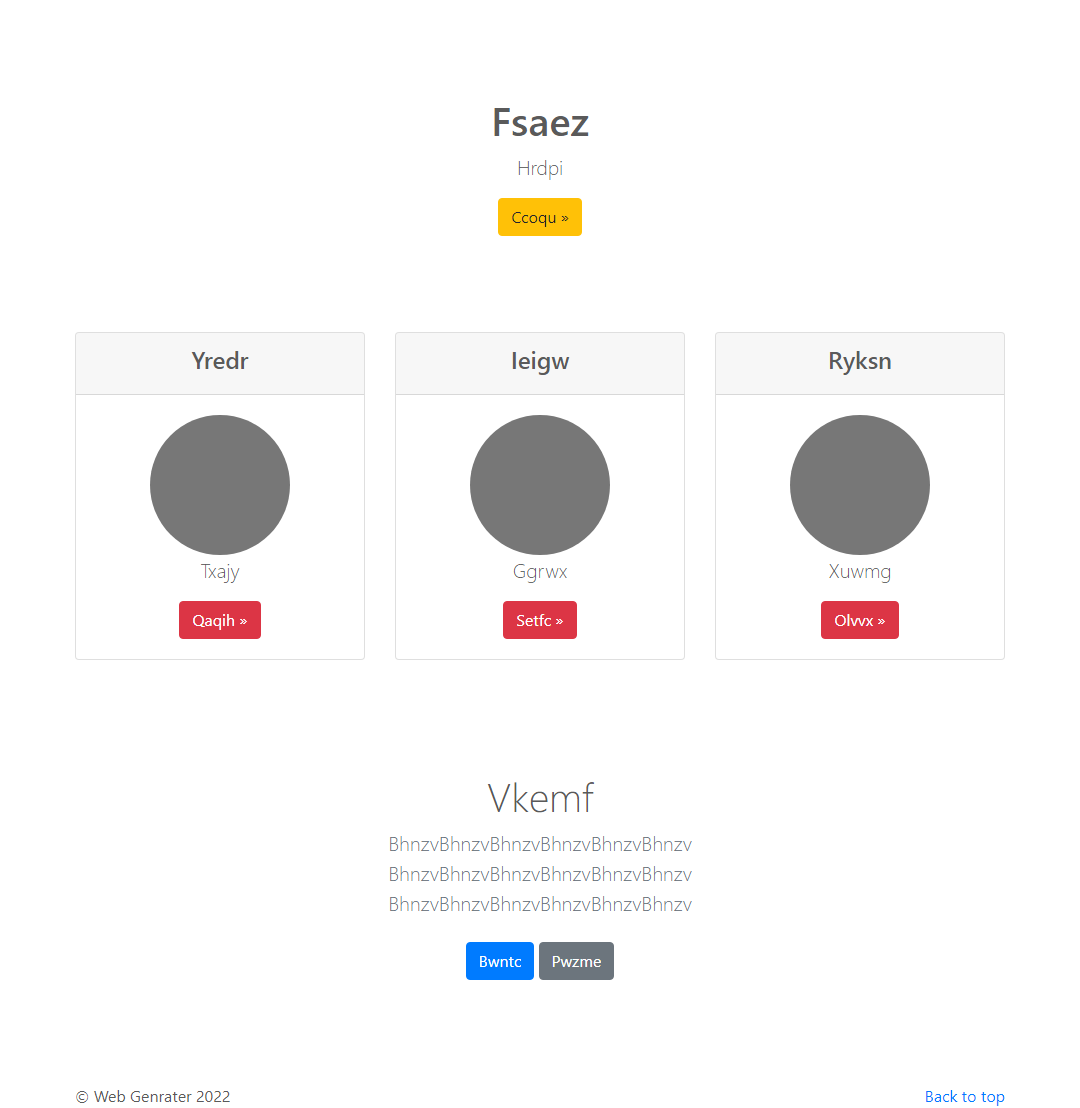 Fsaez
Hrdpi
Ccoqu »
Yredr
Ieigw
Ryksn
Txajy
Ggrwx
Xuwmg
Qaqih »
Setfc »
Olvvx »
Vkemf
BhnzvBhnzvBhnzvBhnzvBhnzvBhnzv
BhnzvBhnzvBhnzvBhnzvBhnzvBhnzv
BhnzvBhnzvBhnzvBhnzvBhnzvBhnzv
Bwntc
Pwzme
© Web Genrater 2022
Back to top